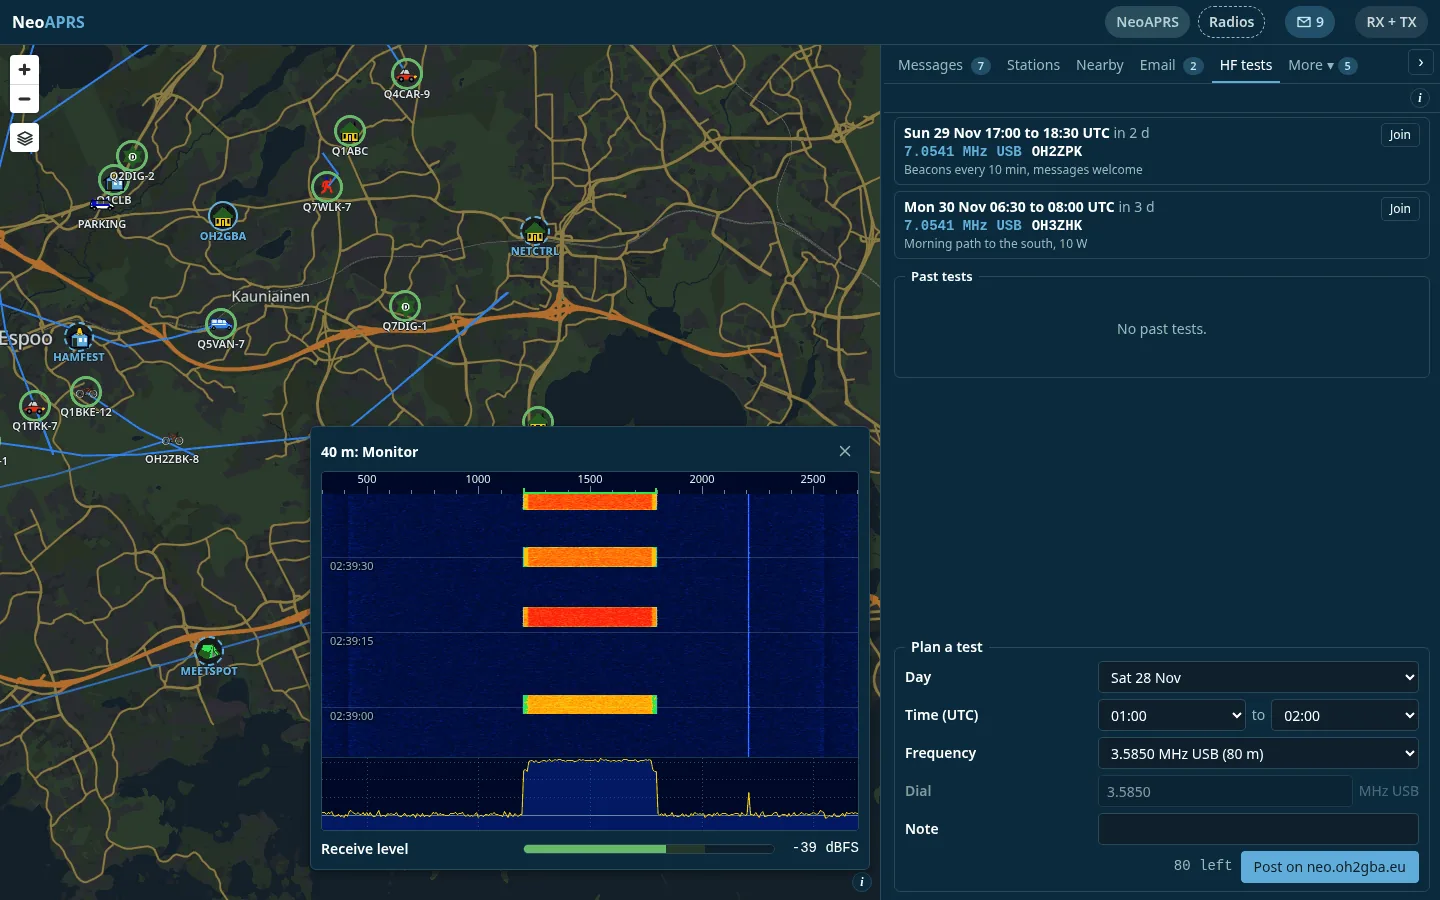 NeoAPRS
NeoAPRS
Radios
9
RX + TX
Messages 7
Stations
Nearby
Email 2
HF tests
More ▾ 5
›
+
−
i
Sun 29 Nov 17:00 to 18:30 UTC in 2 d
Join
7.0541 MHz USB OH2ZPK
Beacons every 10 min, messages welcome
Mon 30 Nov 06:30 to 08:00 UTC in 3 d
Join
7.0541 MHz USB OH3ZHK
Morning path to the south, 10 W
Past tests
No past tests.
Q4CAR-9
Q1ABC
D
Q2DIG-2
Q1CLB
PARKING
Q7WLK-7
OH2GBA
NETCTRL
Kauniainen
D
Q7DIG-1
Espoo
Q5VAN-7
HAMFEST
Q1BKE-12
Q1TRK-7
OH2ZBK-8
-1
MEETSPOT
40 m: Monitor
500 1000 1500 2000 2500
02:39:30
02:39:15
02:39:00
Receive level
-39 dBFS
i
Plan a test
Day
Sat 28 Nov
Time (UTC)
01:00 to 02:00
Frequency
3.5850 MHz USB (80 m)
Dial
3.5850 MHz USB
Note
80 left
Post on neo.oh2gba.eu